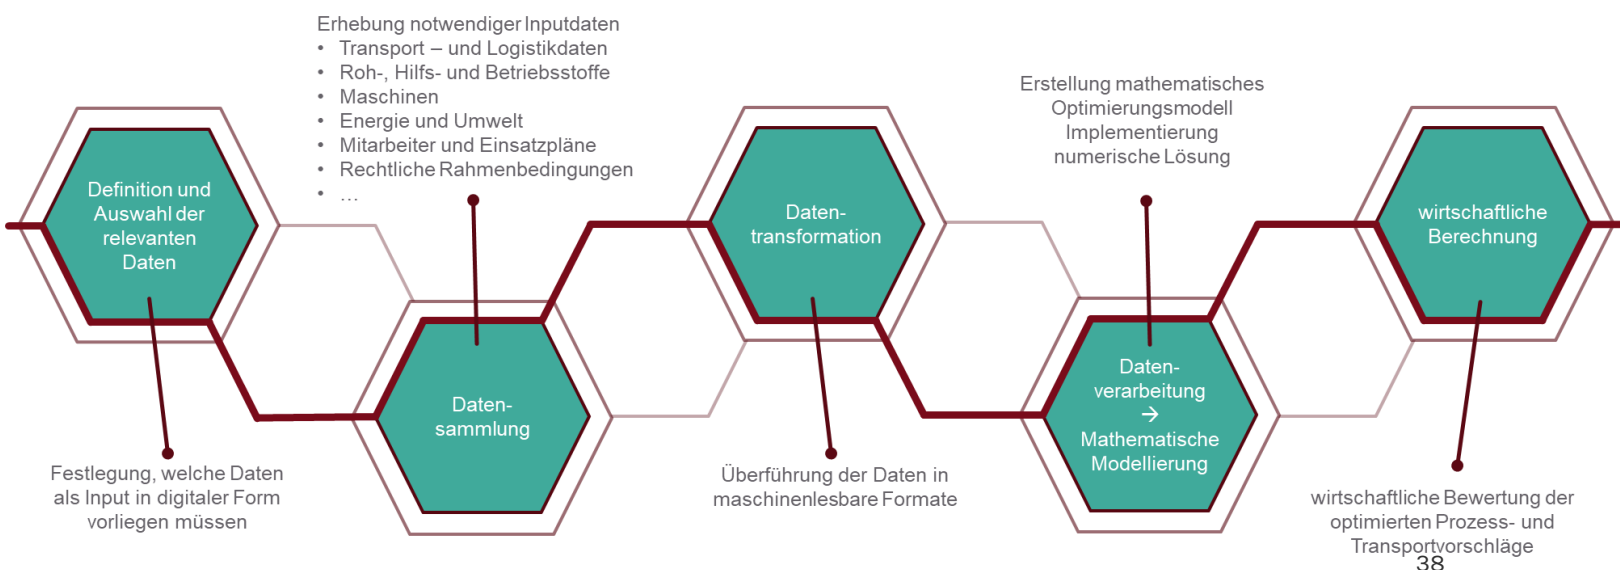 Definition und
Auswahl der
relevanten
Daten
Festlegung, welche Daten
als Input in digitaler Form
vorliegen müssen
Erhebung notwendiger Inputdaten
• Transport – und Logistikdaten
• Roh-, Hilfs- und Betriebsstoffe
• Maschinen
• Energie und Umwelt
• Mitarbeiter und Einsatzpläne
• Rechtliche Rahmenbedingungen
• …
Daten-
sammlung
Daten-
transformation
Überführung der Daten in
maschinenlesbare Formate
Erstellung mathematisches
Optimierungsmodell
Implementierung
numerische Lösung
Daten-
verarbeitung
→
Mathematische
Modellierung
wirtschaftliche
Berechnung
wirtschaftliche Bewertung der
optimierten Prozess- und
Transportvorschläge
38